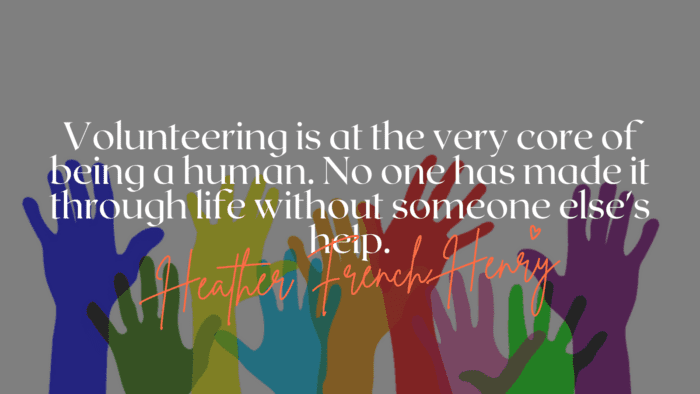 Volunteering is at the very core of
being a human. No one has made it
through life without someone else's
help.
Heather French Henry